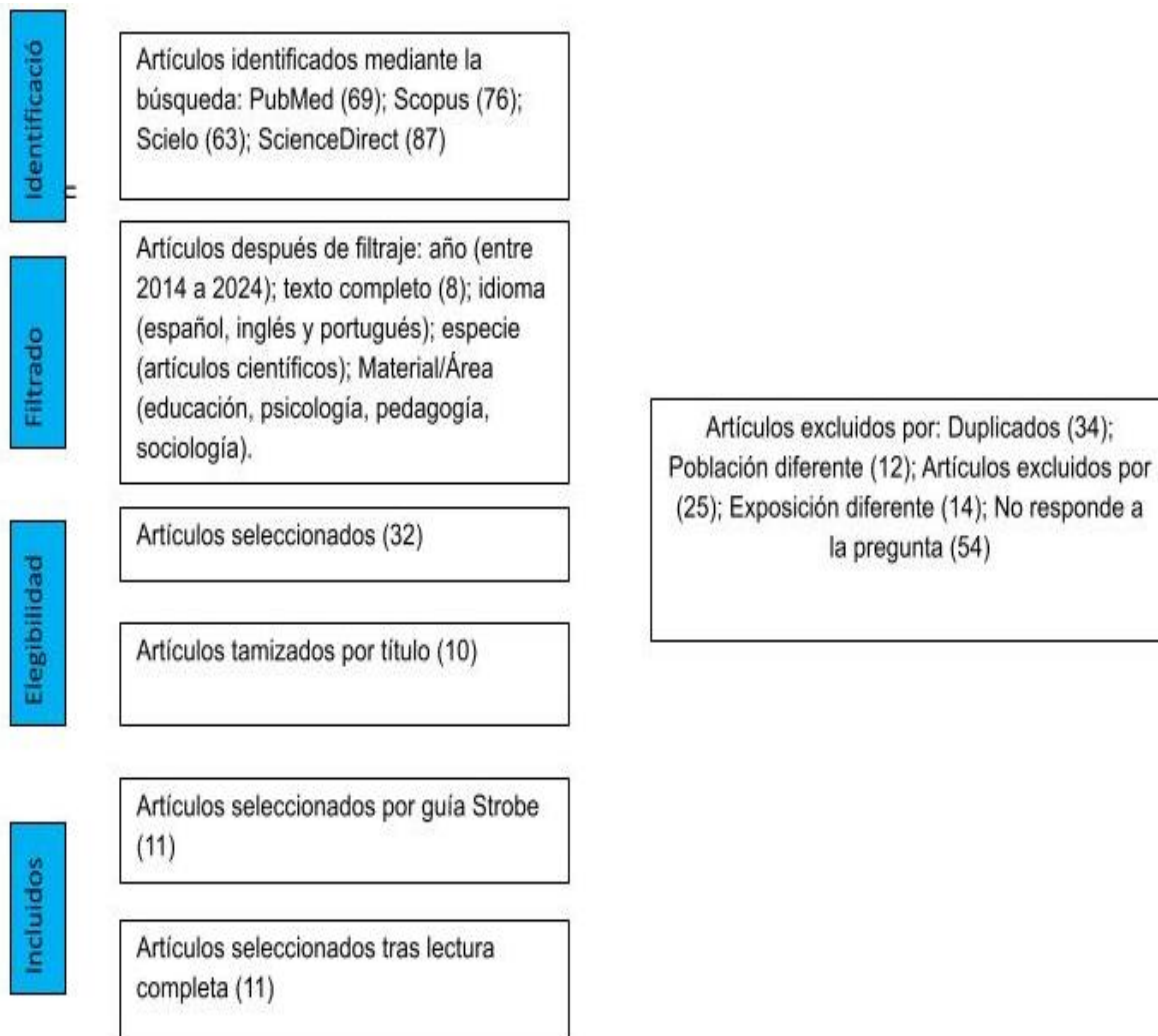 Identificació
n
Artículos identificados mediante la
búsqueda: PubMed (69); Scopus (76);
Scielo (63); ScienceDirect (87)
Filtrado
Artículos después de filtraje: año (entre
2014 a 2024); texto completo (8); idioma
(español, inglés y portugués); especie
(artículos científicos); Material/Área
(educación, psicología, pedagogía,
sociología).
Artículos excluidos por: Duplicados (34);
Población diferente (12); Artículos excluidos por
(25); Exposición diferente (14); No responde a
la pregunta (54)
Elegibilidad
Artículos seleccionados (32)
Artículos tamizados por título (10)
Incluidos
Artículos seleccionados por guía Strobe
(11)
Artículos seleccionados tras lectura
completa (11)